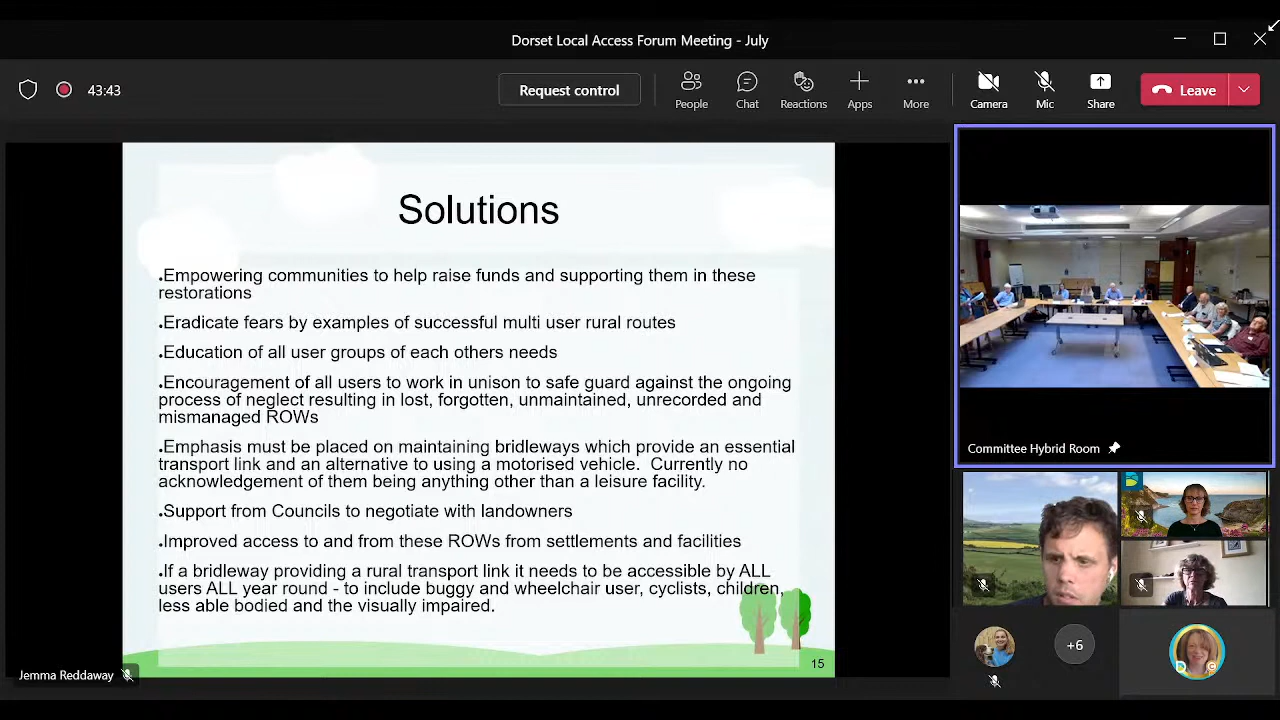 Dorset Local Access Forum Meeting - July
43:43
Request control
People
Chat
Reactions
Apps
More
Camera
Mic
Share
Leave
Solutions
•Empowering communities to help raise funds and supporting them in these
restorations
•Eradicate fears by examples of successful multi user rural routes
•Education of all user groups of each others needs
•Encouragement of all users to work in unison to safe guard against the ongoing
process of neglect resulting in lost, forgotten, unmaintained, unrecorded and
mismanaged ROWs
•Emphasis must be placed on maintaining bridleways which provide an essential
transport link and an alternative to using a motorised vehicle.  Currently no
acknowledgement of them being anything other than a leisure facility.
•Support from Councils to negotiate with landowners
•Improved access to and from these ROWs from settlements and facilities
•If a bridleway providing a rural transport link it needs to be accessible by ALL
users ALL year round - to include buggy and wheelchair user, cyclists, children,
less able bodied and the visually impaired.
15
Jemma Reddaway
Committee Hybrid Room
+6